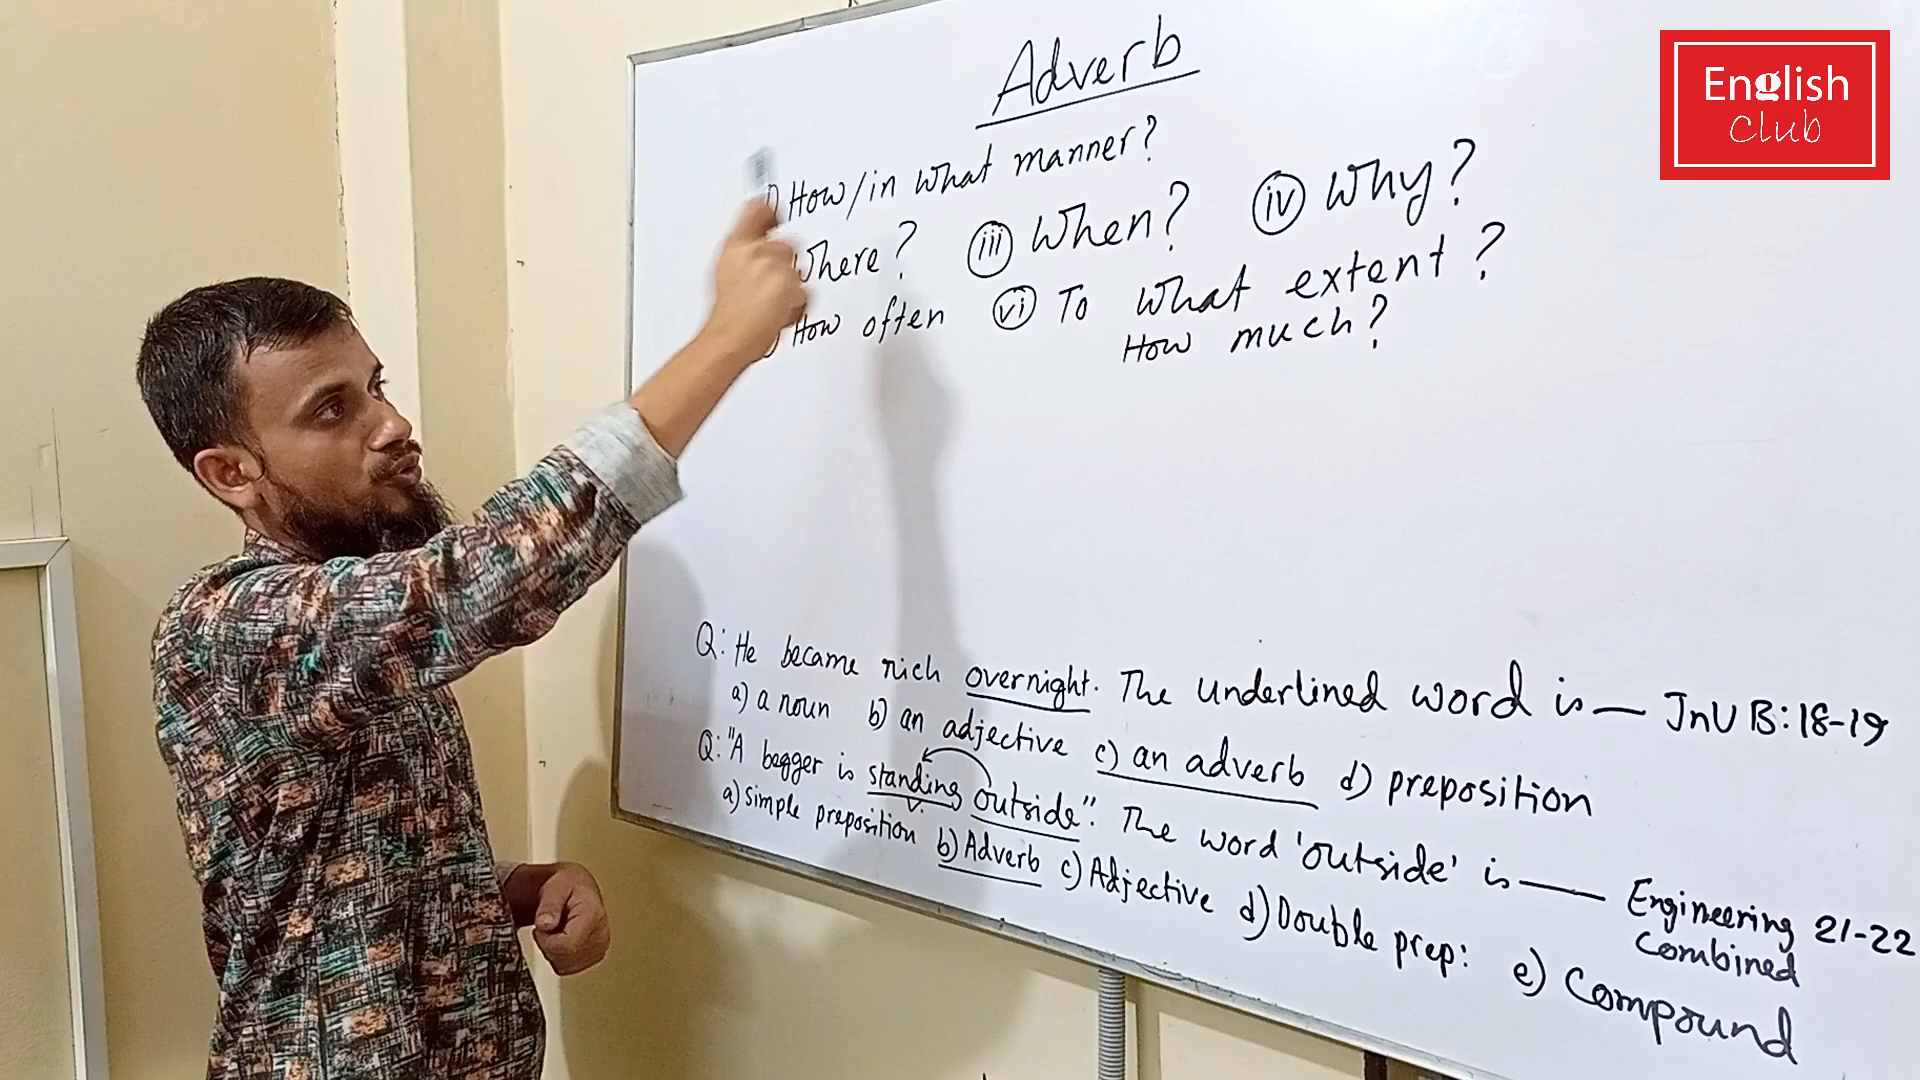 Adverb
How/in what manner?
Where? iii When? iv Why?
How often vi To what extent?
How much?
Q: He became rich overnight. The underlined word is — JnU B:18-19
a) a noun b) an adjective c) an adverb d) preposition
Q: "A begger is standing outside". The word 'outside' is — Engineering 21-22
Combined
a) simple preposition b) Adverb c) Adjective d) Double prep: e) Compound
English
Club